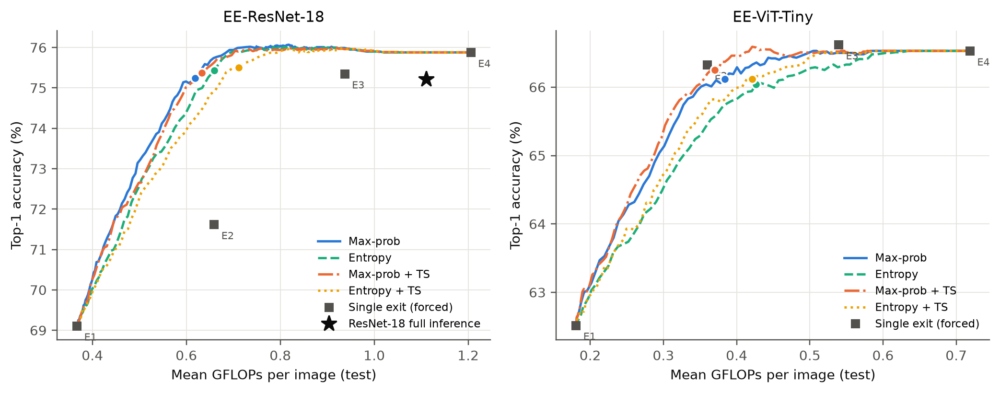 EE-ResNet-18
Top-1 accuracy (%)
76
75
74
73
72
71
70
69
E1
E2
E3
E4
Max-prob
Entropy
Max-prob + TS
Entropy + TS
Single exit (forced)
ResNet-18 full inference
0.4 0.6 0.8 1.0 1.2
Mean GFLOPs per image (test)
EE-ViT-Tiny
Top-1 accuracy (%)
66
65
64
63
E1
E2
E3
E4
Max-prob
Entropy
Max-prob + TS
Entropy + TS
Single exit (forced)
0.2 0.3 0.4 0.5 0.6 0.7
Mean GFLOPs per image (test)